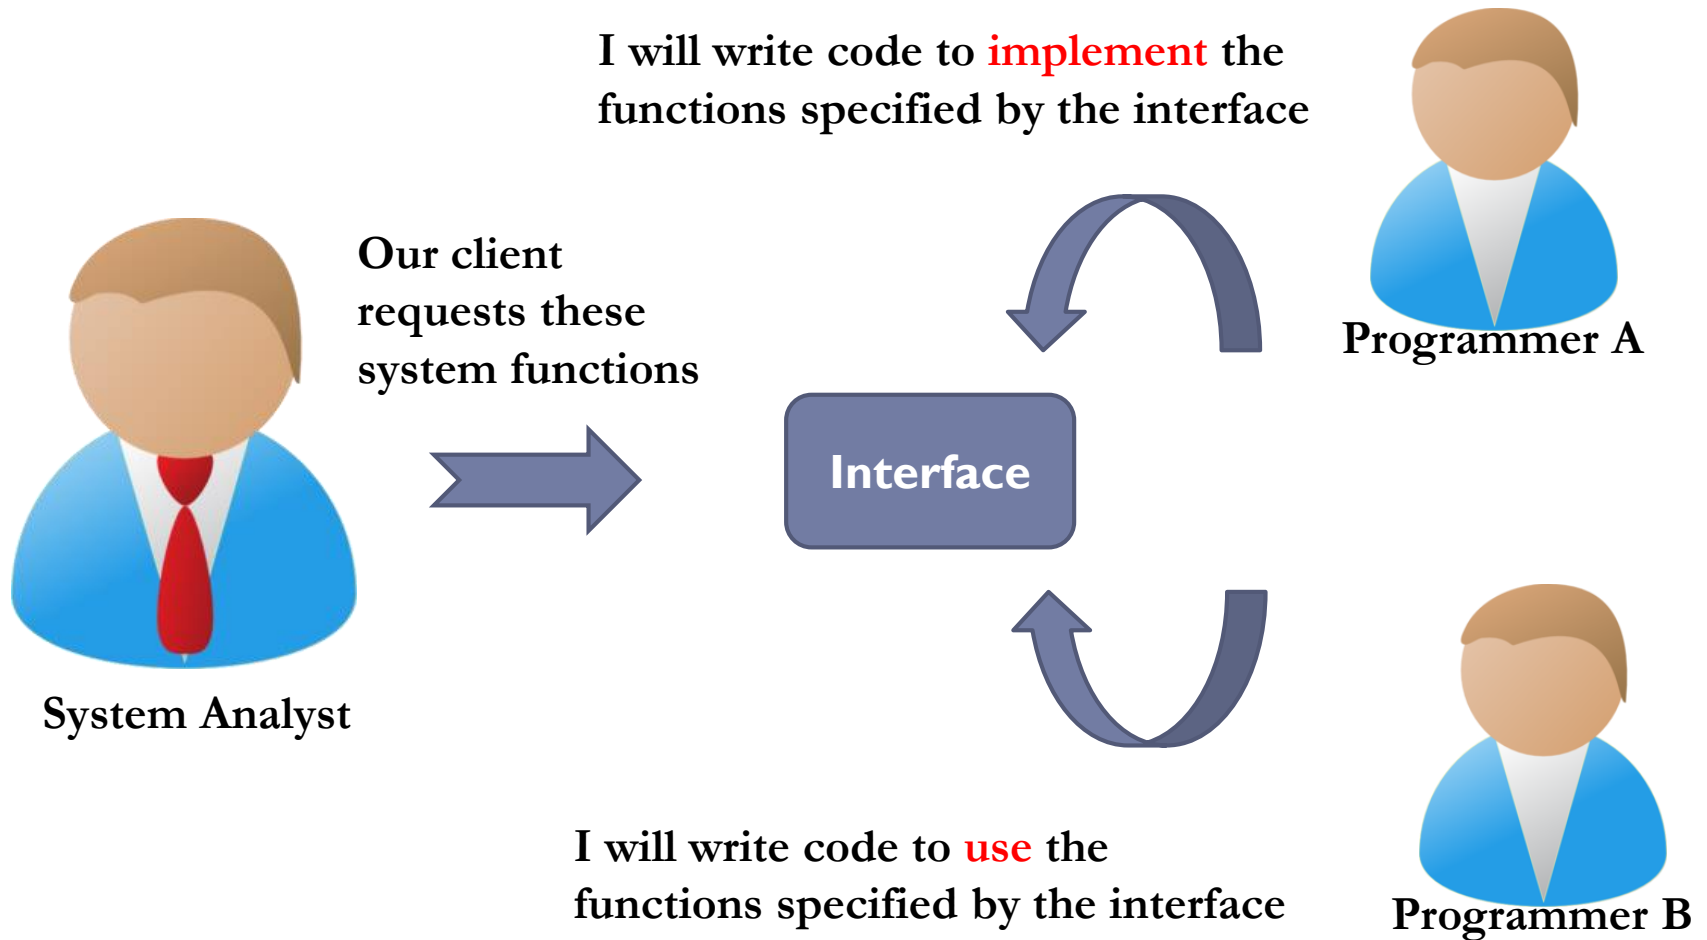 I will write code to implement the
functions specified by the interface
Programmer A
Our client
requests these
system functions
Interface
System Analyst
I will write code to use the
functions specified by the interface
Programmer B